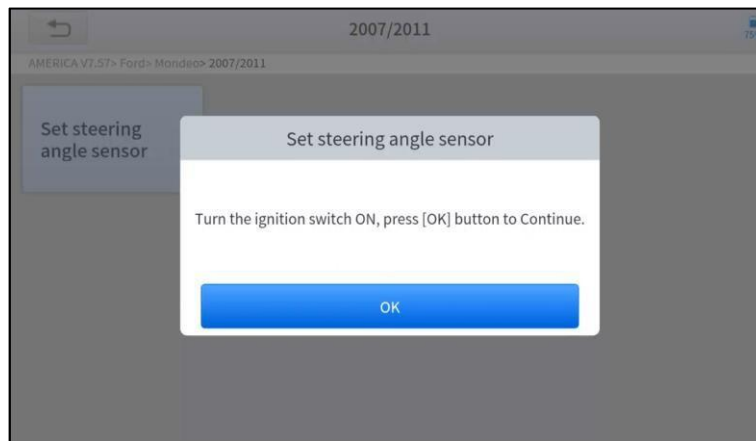 2007/2011
75%
AMERICA V7.57> Ford> Mondeo> 2007/2011
Set steering
angle sensor
Set steering angle sensor
Turn the ignition switch ON, press [OK] button to Continue.
OK